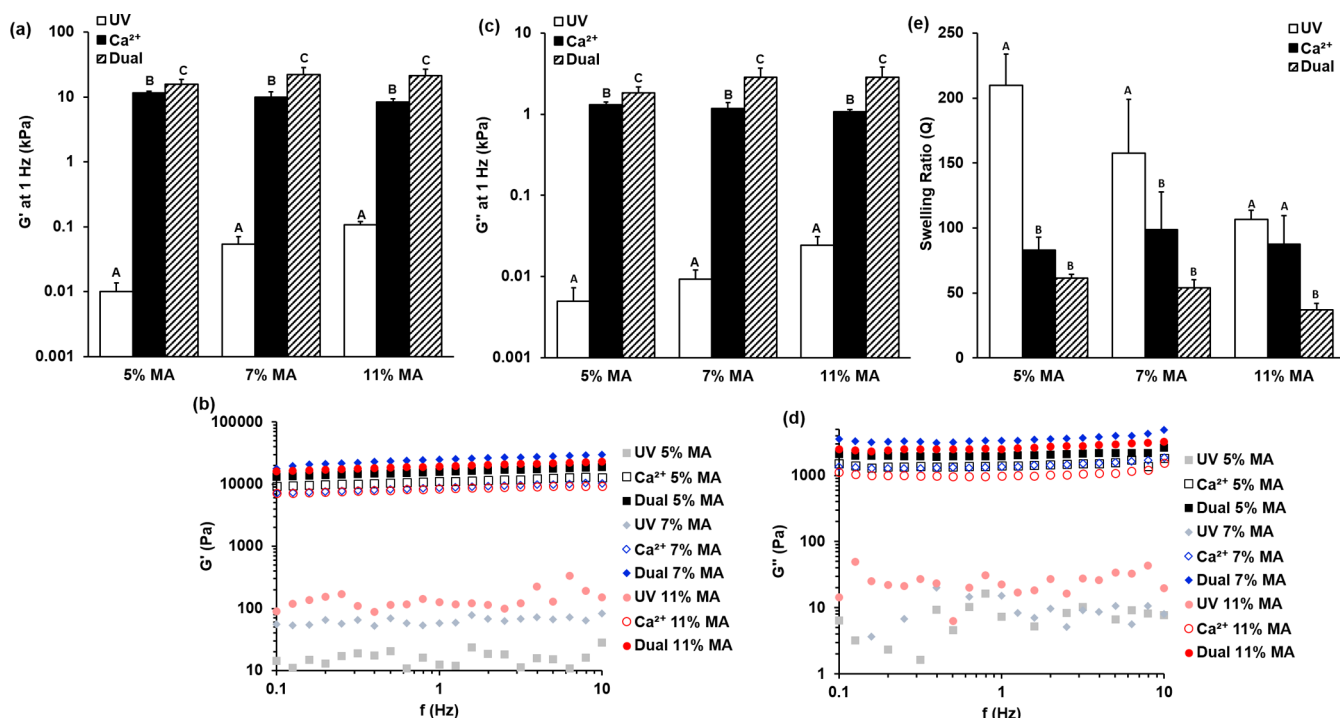 (a)
UV
Ca²⁺
Dual
G' at 1 Hz (kPa)
100
10
1
0.1
0.01
0.001
A
B
C
A
B
C
A
B
C
5% MA
7% MA
11% MA
(c)
UV
Ca²⁺
Dual
G'' at 1 Hz (kPa)
10
1
0.1
0.01
0.001
A
B
C
A
B
C
A
B
C
5% MA
7% MA
11% MA
(e)
UV
Ca²⁺
Dual
Swelling Ratio (Q)
250
200
150
100
50
0
A
B
B
A
B
B
A
A
B
5% MA
7% MA
11% MA
(b)
G' (Pa)
100000
10000
1000
100
10
0.1
1
10
f (Hz)
UV 5% MA
Ca²⁺ 5% MA
Dual 5% MA
UV 7% MA
Ca²⁺ 7% MA
Dual 7% MA
UV 11% MA
Ca²⁺ 11% MA
Dual 11% MA
(d)
G'' (Pa)
1000
100
10
1
0.1
1
10
f (Hz)
UV 5% MA
Ca²⁺ 5% MA
Dual 5% MA
UV 7% MA
Ca²⁺ 7% MA
Dual 7% MA
UV 11% MA
Ca²⁺ 11% MA
Dual 11% MA